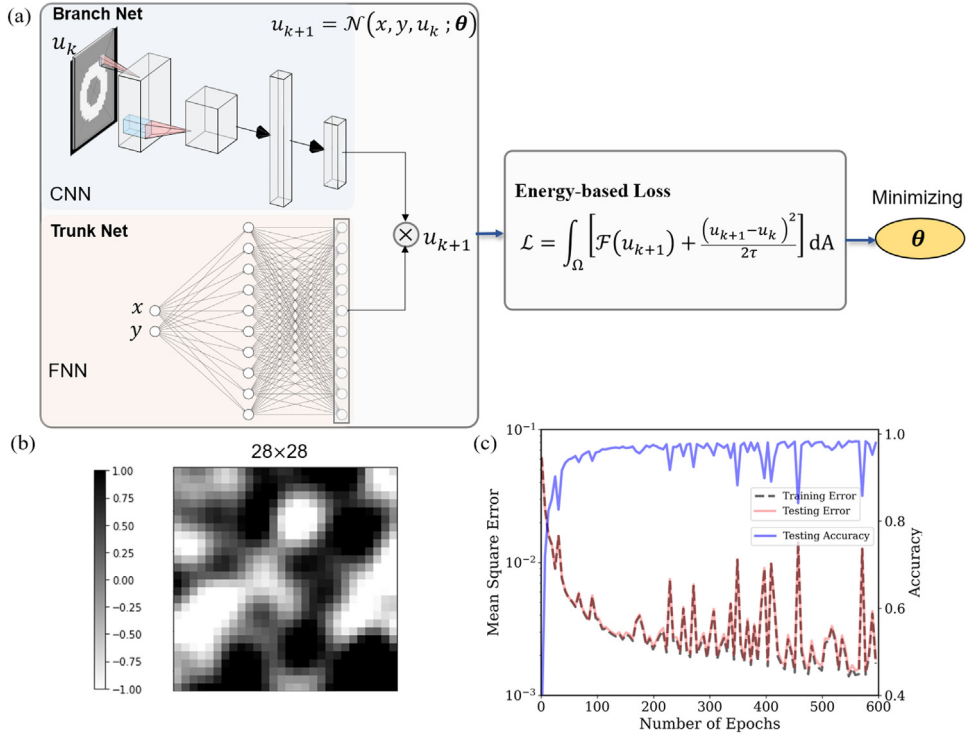 (a)
Branch Net
u_{k+1} = 𝒩(x, y, u_k ; θ)
u_k
CNN
Trunk Net
x
y
FNN
⊗ u_{k+1}
Energy-based Loss
ℒ = ∫_Ω [ℱ(u_{k+1}) + (u_{k+1}−u_k)^2 / 2τ] dA
Minimizing
θ
(b)
28×28
1.00
0.75
0.50
0.25
0.00
−0.25
−0.50
−0.75
−1.00
(c)
10^{−1}
10^{−2}
10^{−3}
Mean Square Error
Training Error
Testing Error
Testing Accuracy
1.0
0.8
0.6
0.4
Accuracy
0 100 200 300 400 500 600
Number of Epochs